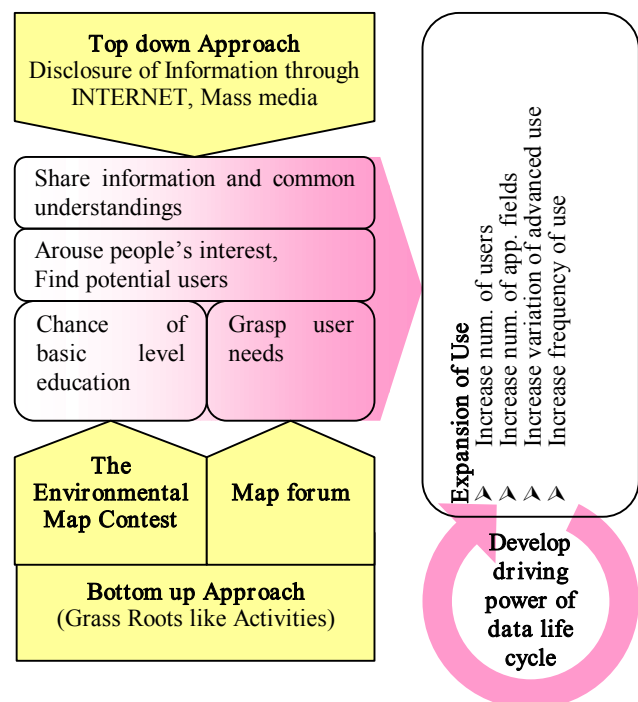 Top down Approach
Disclosure of Information through
INTERNET, Mass media
Share information and common
understandings
Arouse people's interest,
Find potential users
Chance of
basic level
education
Grasp user
needs
The
Environmental
Map Contest
Map forum
Bottom up Approach
(Grass Roots like Activities)
Expansion of Use
➢ Increase num. of users
➢ Increase num. of app. fields
➢ Increase variation of advanced use
➢ Increase frequency of use
Develop
driving
power of
data life
cycle